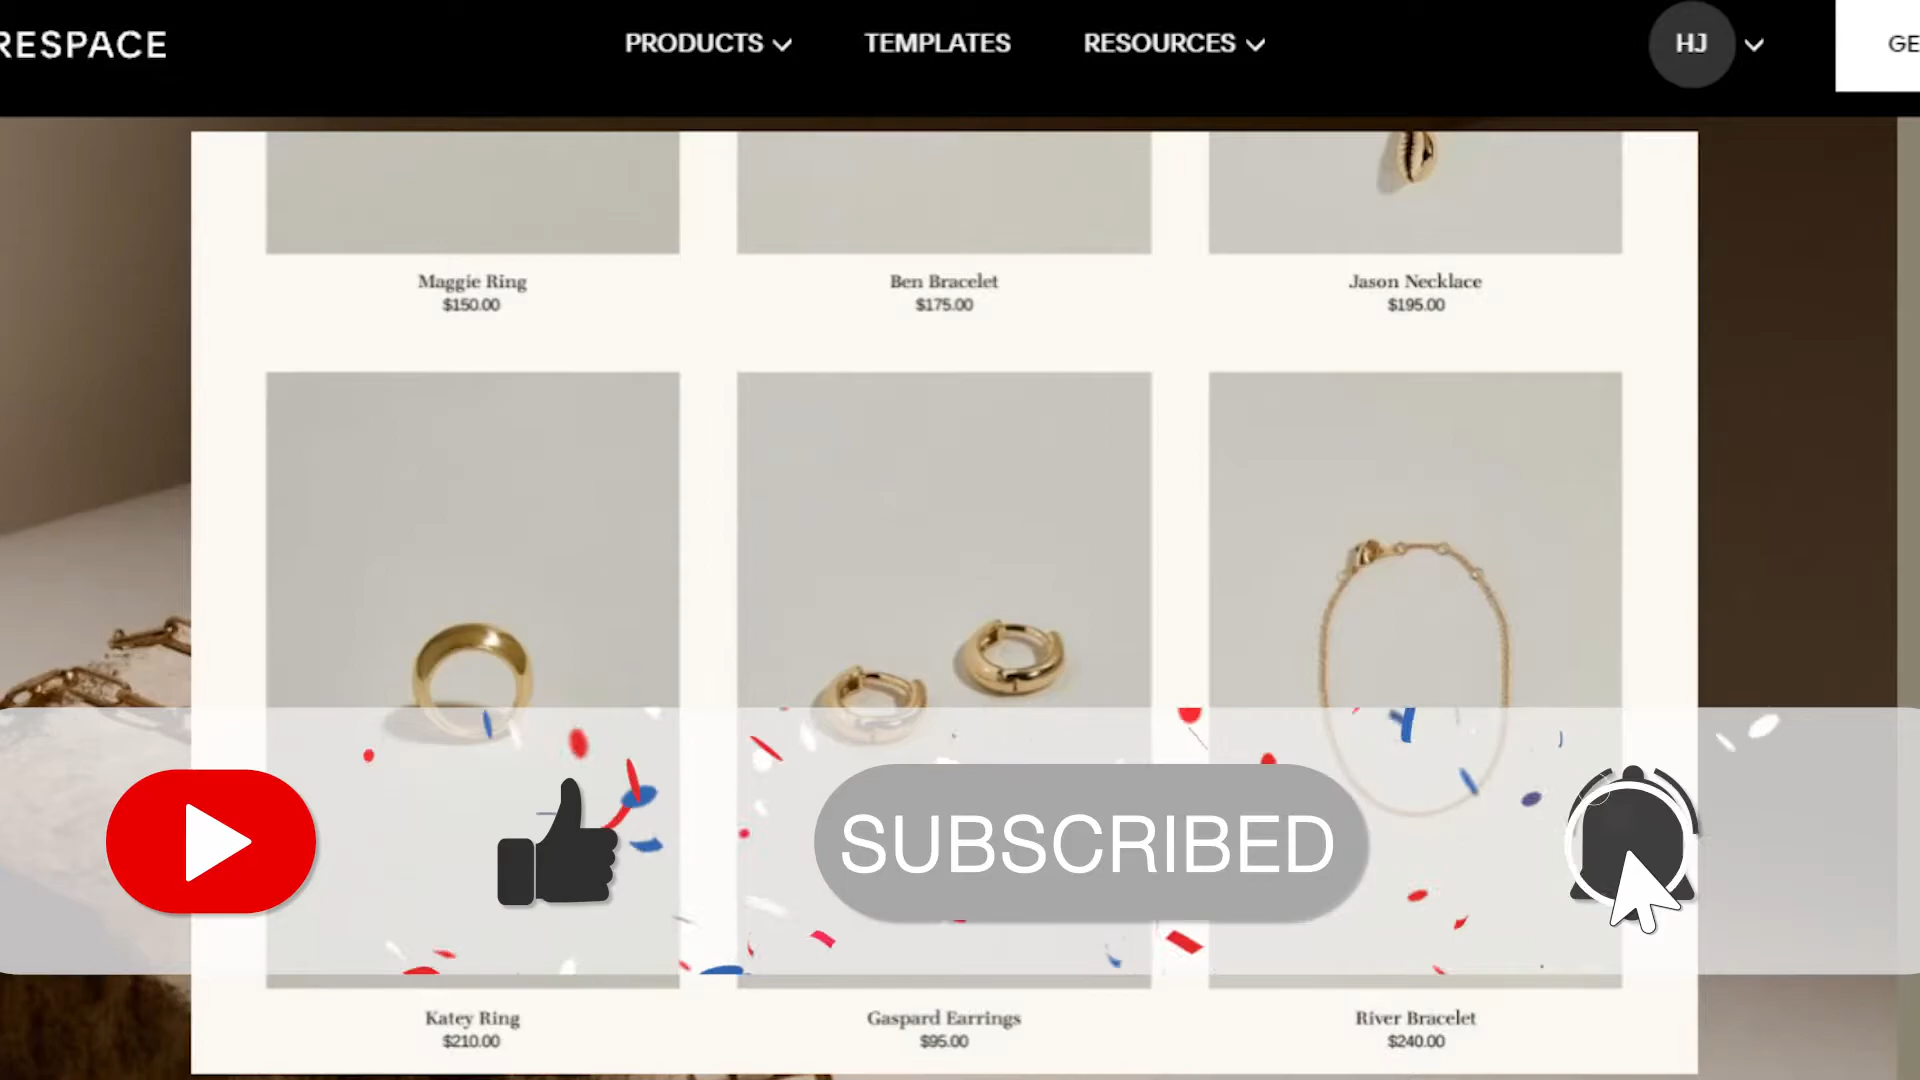 RESPACE
PRODUCTS TEMPLATES RESOURCES HJ GE
Maggie Ring
$150.00
Ben Bracelet
$175.00
Jason Necklace
$195.00
SUBSCRIBED
Katey Ring
$210.00
Gaspard Earrings
$95.00
River Bracelet
$240.00